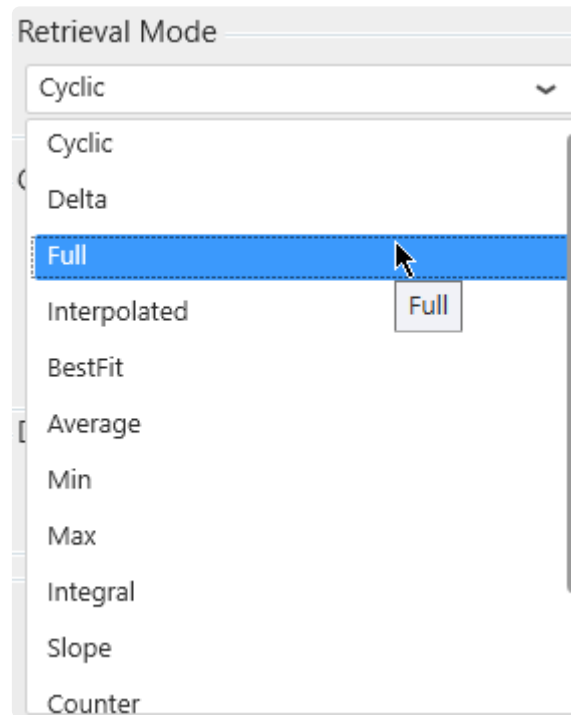 Retrieval Mode
Cyclic
Cyclic
Delta
Full
Interpolated
Full
BestFit
Average
Min
Max
Integral
Slope
Counter